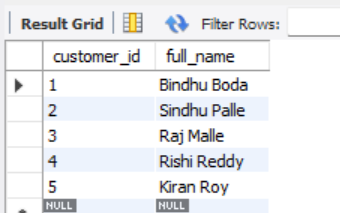 Result Grid Filter Rows:
customer_id full_name
1 Bindhu Boda
2 Sindhu Palle
3 Raj Malle
4 Rishi Reddy
5 Kiran Roy
NULL NULL